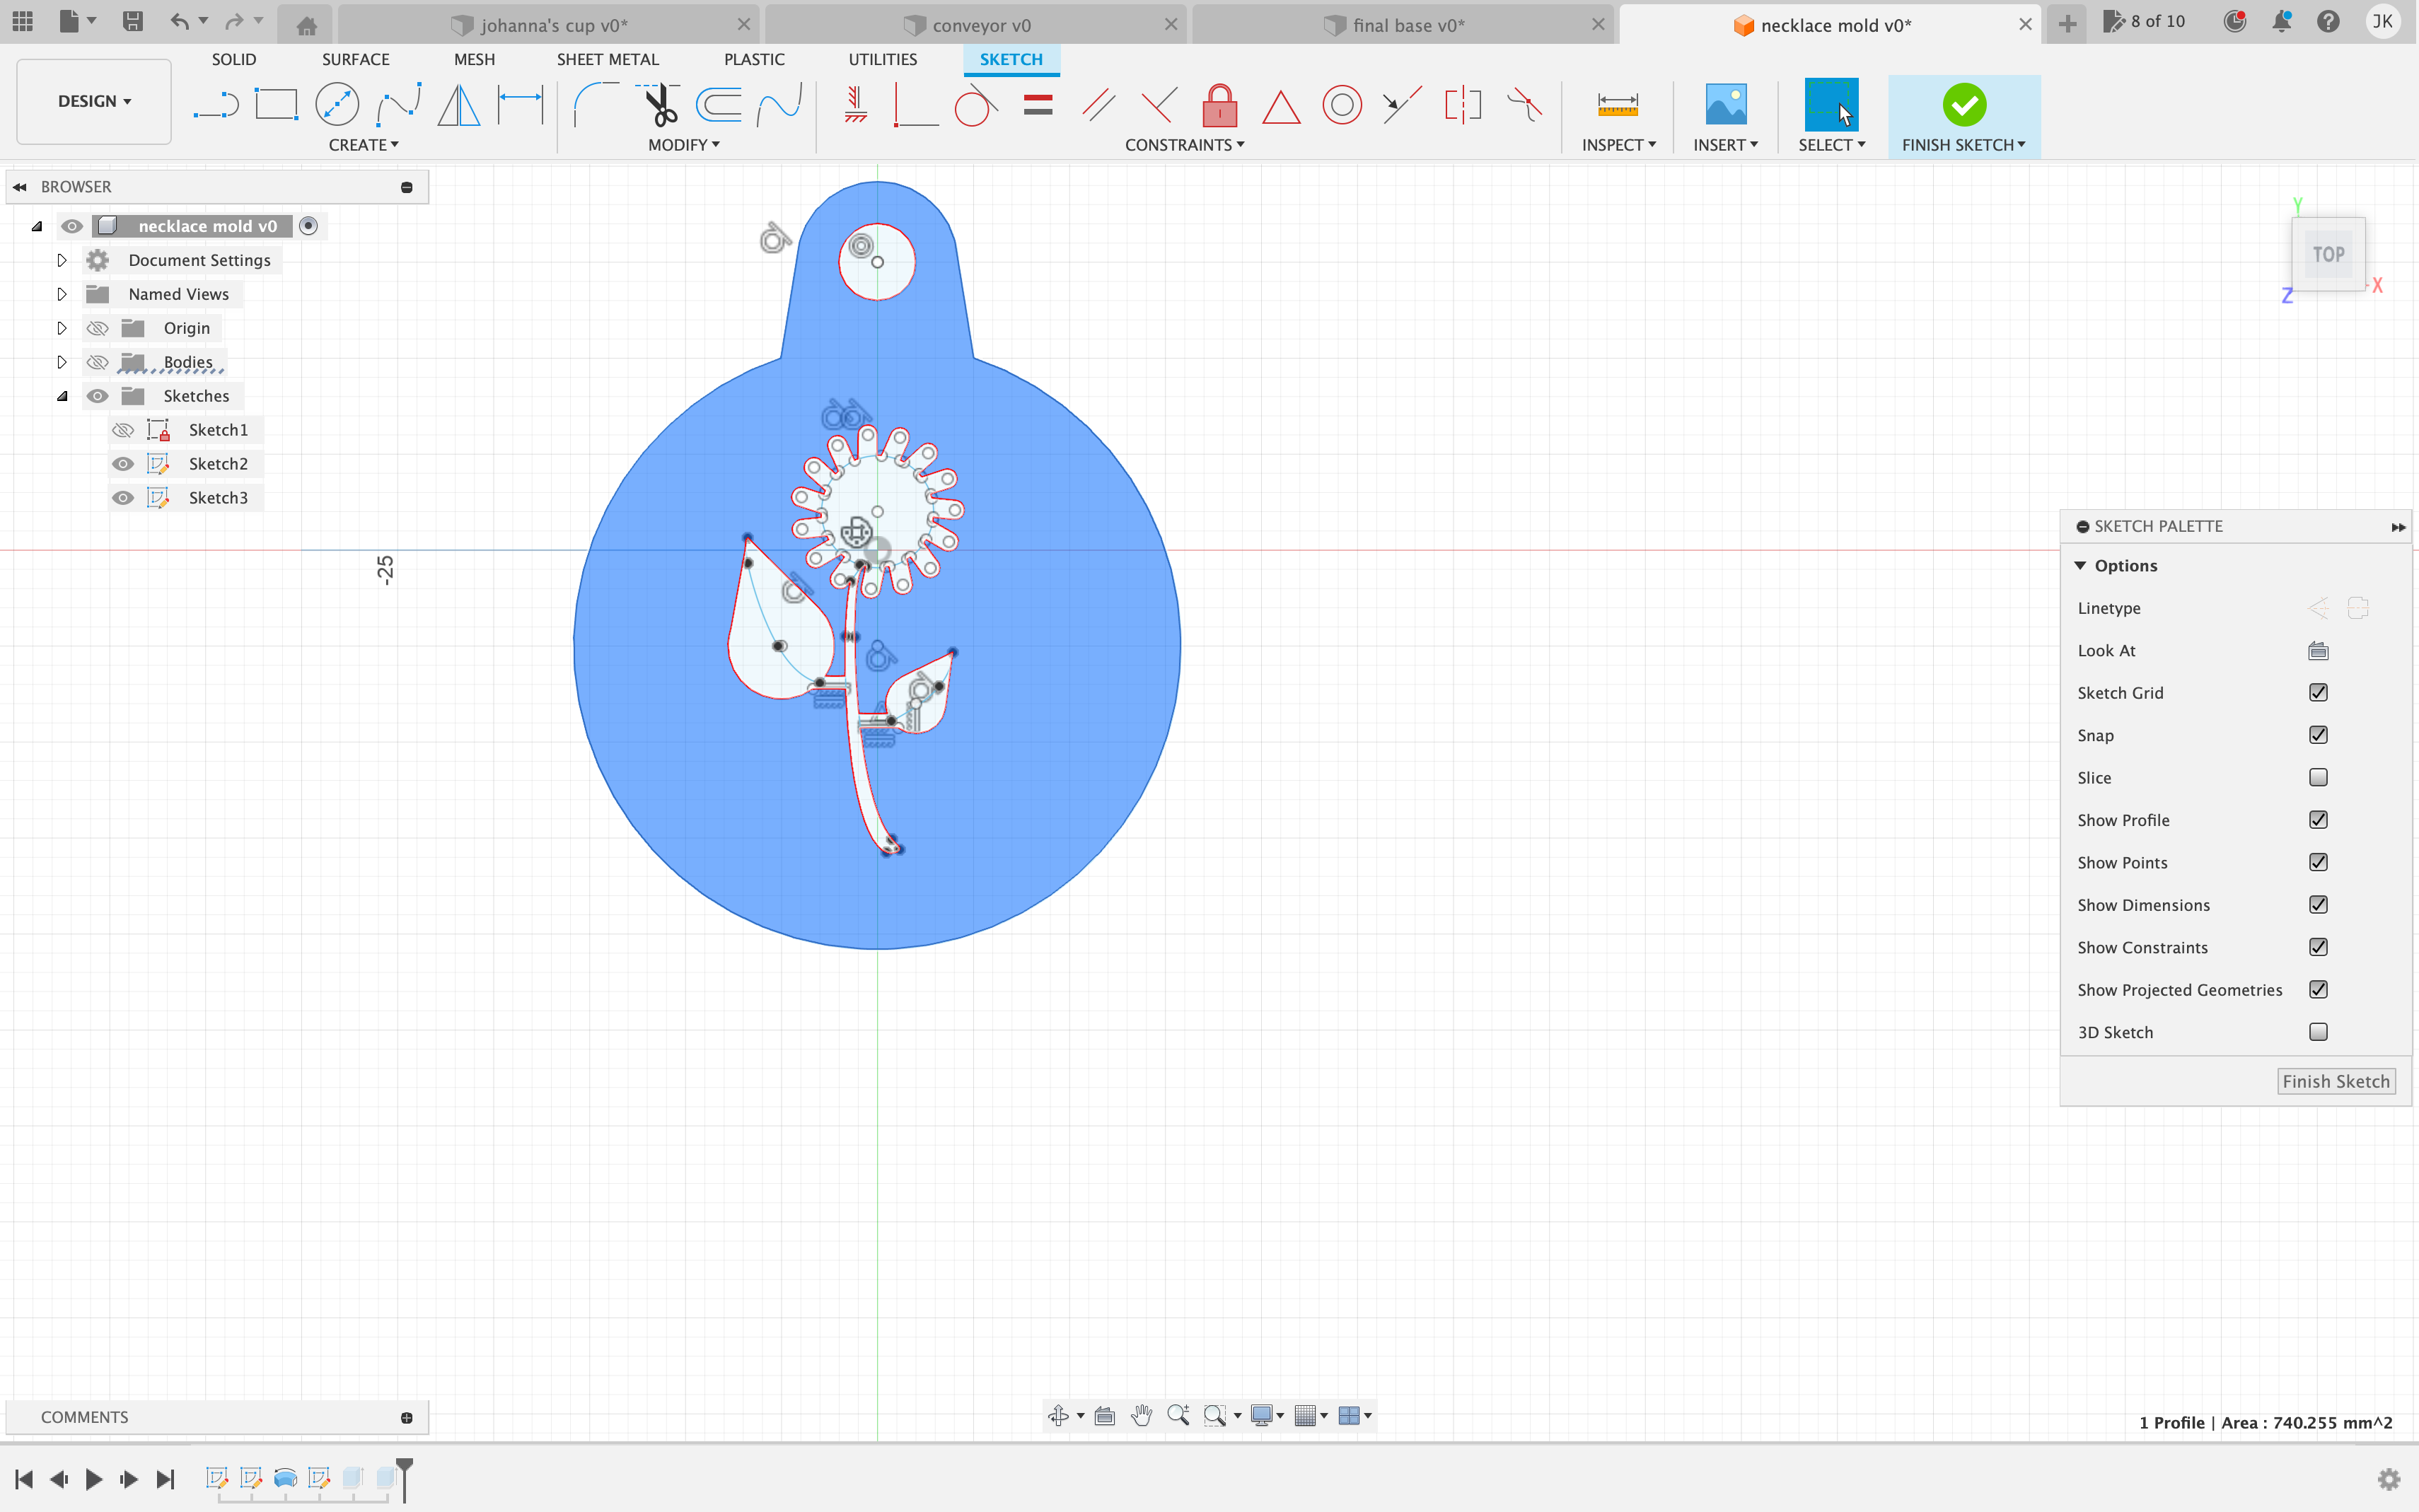 johanna's cup v0*
conveyor v0
final base v0*
necklace mold v0*
8 of 10
JK
SOLID
SURFACE
MESH
SHEET METAL
PLASTIC
UTILITIES
SKETCH
DESIGN
CREATE
MODIFY
CONSTRAINTS
INSPECT
INSERT
SELECT
FINISH SKETCH
BROWSER
necklace mold v0
Document Settings
Named Views
Origin
Bodies
Sketches
Sketch1
Sketch2
Sketch3
-25
Y
TOP
X
Z
SKETCH PALETTE
Options
Linetype
Look At
Sketch Grid
Snap
Slice
Show Profile
Show Points
Show Dimensions
Show Constraints
Show Projected Geometries
3D Sketch
Finish Sketch
COMMENTS
1 Profile | Area : 740.255 mm^2